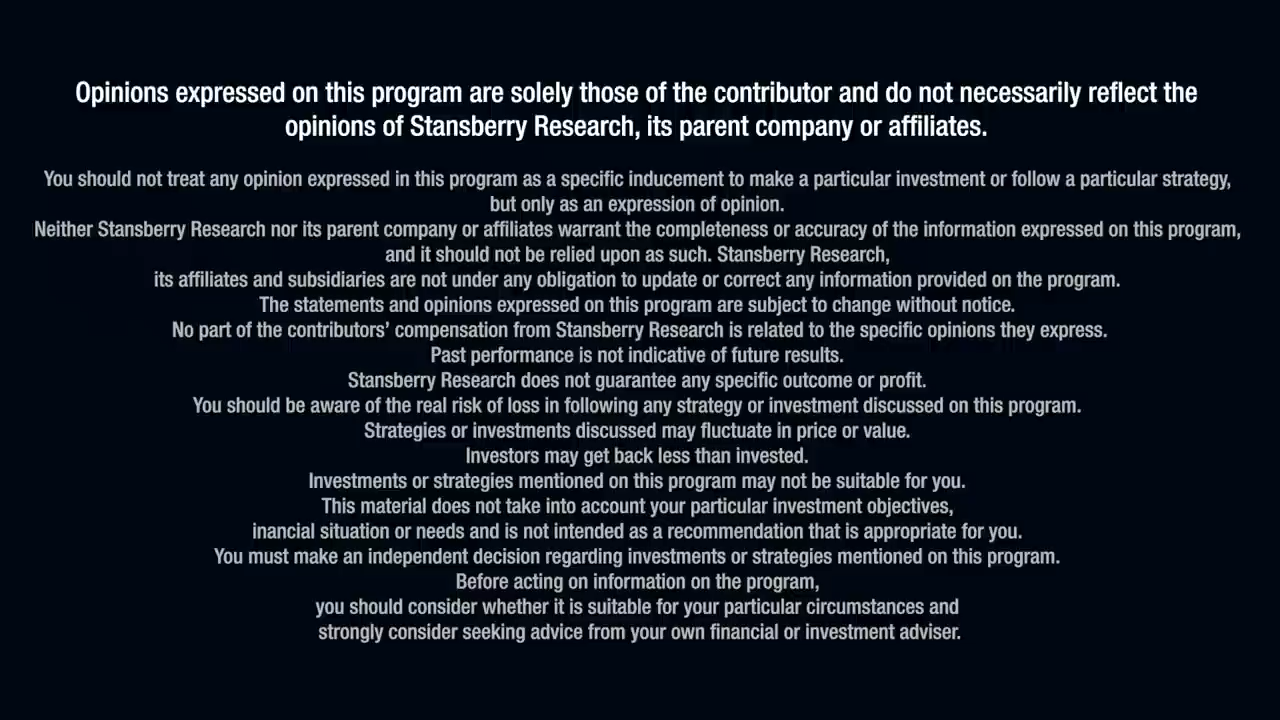 Opinions expressed on this program are solely those of the contributor and do not necessarily reflect the
opinions of Stansberry Research, its parent company or affiliates.
You should not treat any opinion expressed in this program as a specific inducement to make a particular investment or follow a particular strategy,
but only as an expression of opinion.
Neither Stansberry Research nor its parent company or affiliates warrant the completeness or accuracy of the information expressed on this program,
and it should not be relied upon as such. Stansberry Research,
its affiliates and subsidiaries are not under any obligation to update or correct any information provided on the program.
The statements and opinions expressed on this program are subject to change without notice.
No part of the contributors’ compensation from Stansberry Research is related to the specific opinions they express.
Past performance is not indicative of future results.
Stansberry Research does not guarantee any specific outcome or profit.
You should be aware of the real risk of loss in following any strategy or investment discussed on this program.
Strategies or investments discussed may fluctuate in price or value.
Investors may get back less than invested.
Investments or strategies mentioned on this program may not be suitable for you.
This material does not take into account your particular investment objectives,
inancial situation or needs and is not intended as a recommendation that is appropriate for you.
You must make an independent decision regarding investments or strategies mentioned on this program.
Before acting on information on the program,
you should consider whether it is suitable for your particular circumstances and
strongly consider seeking advice from your own financial or investment adviser.